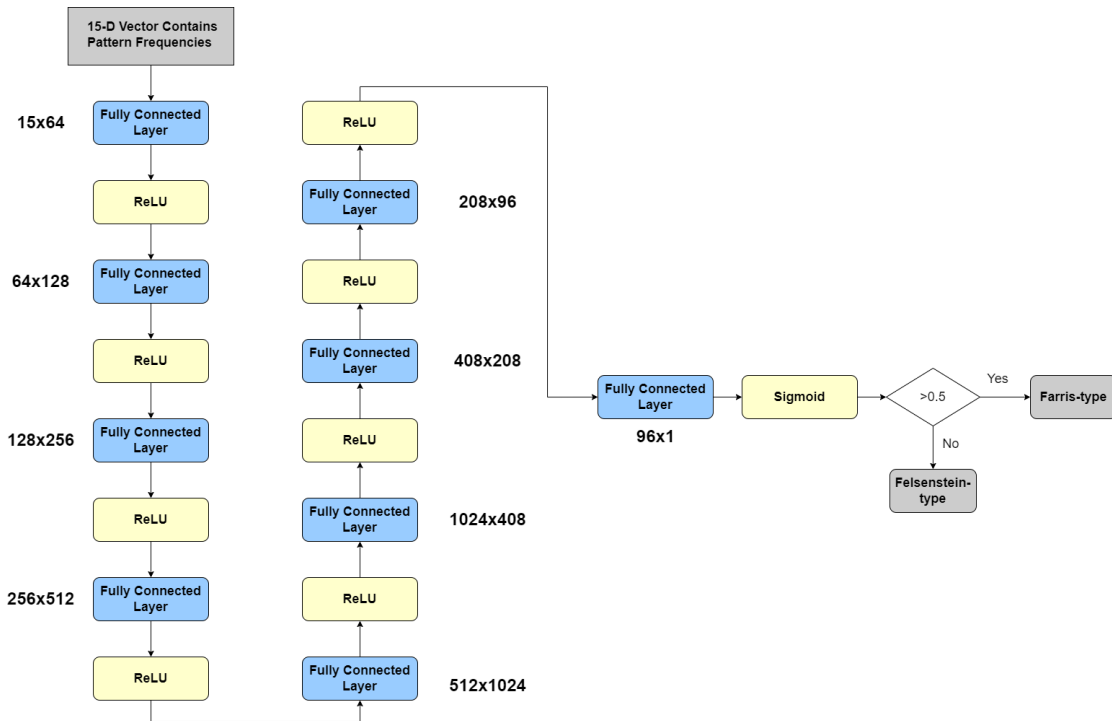 15-D Vector Contains
Pattern Frequencies
15x64
Fully Connected
Layer
ReLU
64x128
Fully Connected
Layer
ReLU
128x256
Fully Connected
Layer
ReLU
256x512
Fully Connected
Layer
ReLU
Fully Connected
Layer
512x1024
ReLU
Fully Connected
Layer
1024x408
ReLU
Fully Connected
Layer
408x208
ReLU
Fully Connected
Layer
208x96
ReLU
Fully Connected
Layer
96x1
Sigmoid
>0.5
Yes
Farris-type
No
Felsenstein-
type